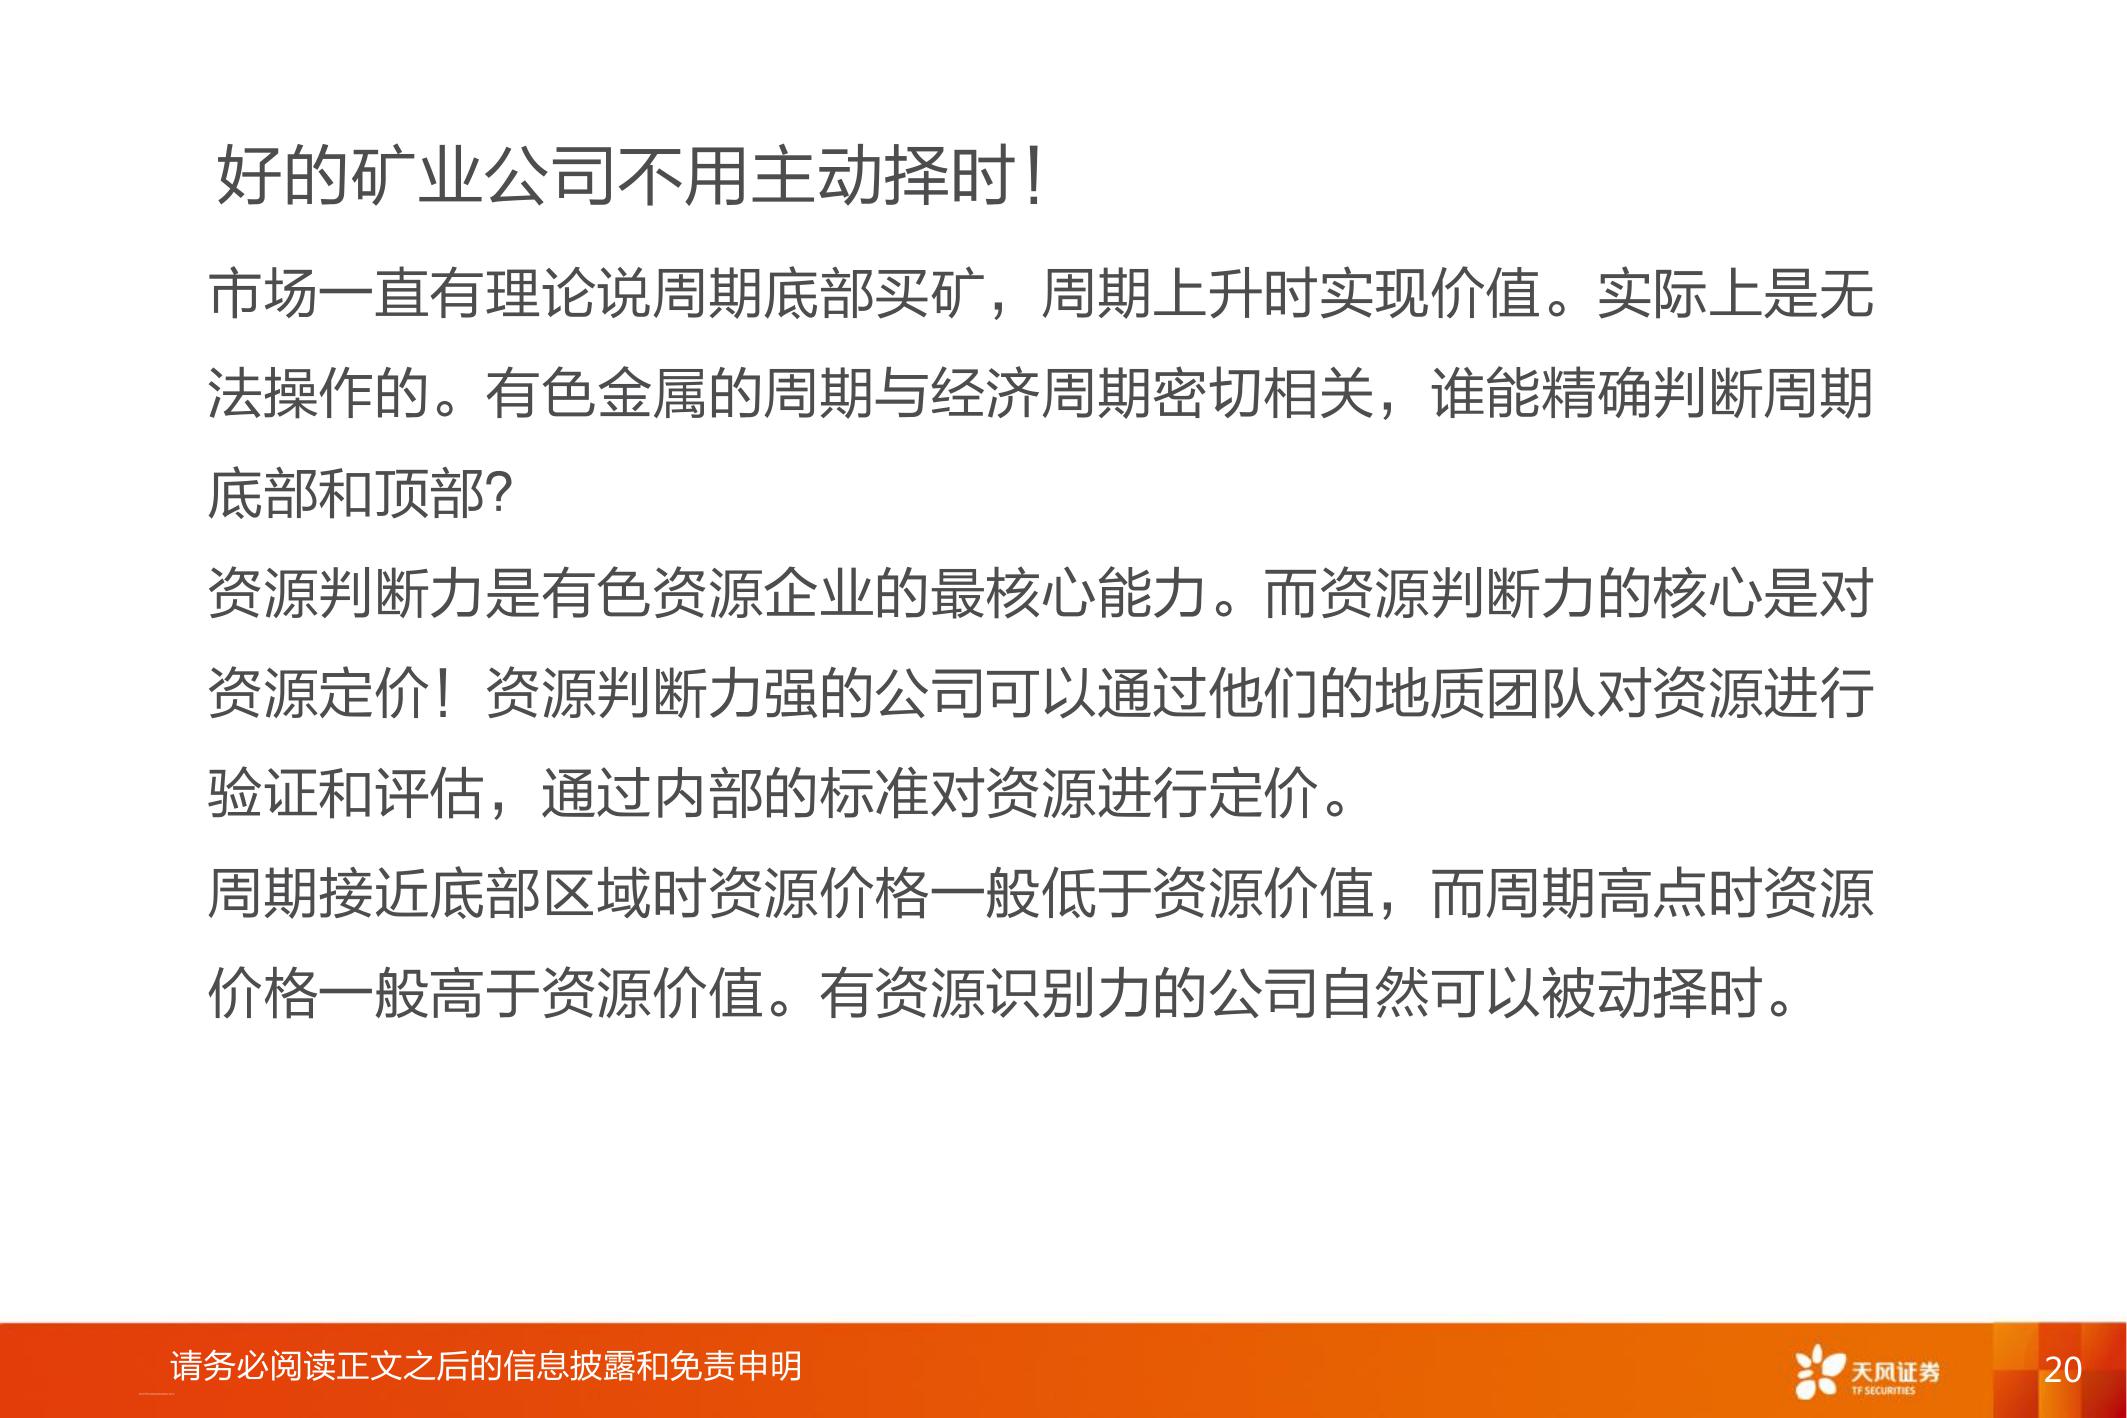 好的矿业公司不用主动择时！
市场一直有理论说周期底部买矿，周期上升时实现价值。实际上是无
法操作的。有色金属的周期与经济周期密切相关，谁能精确判断周期
底部和顶部？
资源判断力是有色资源企业的最核心能力。而资源判断力的核心是对
资源定价！资源判断力强的公司可以通过他们的地质团队对资源进行
验证和评估，通过内部的标准对资源进行定价。
周期接近底部区域时资源价格一般低于资源价值，而周期高点时资源
价格一般高于资源价值。有资源识别力的公司自然可以被动择时。
请务必阅读正文之后的信息披露和免责申明
天风证券
TF SECURITIES
20